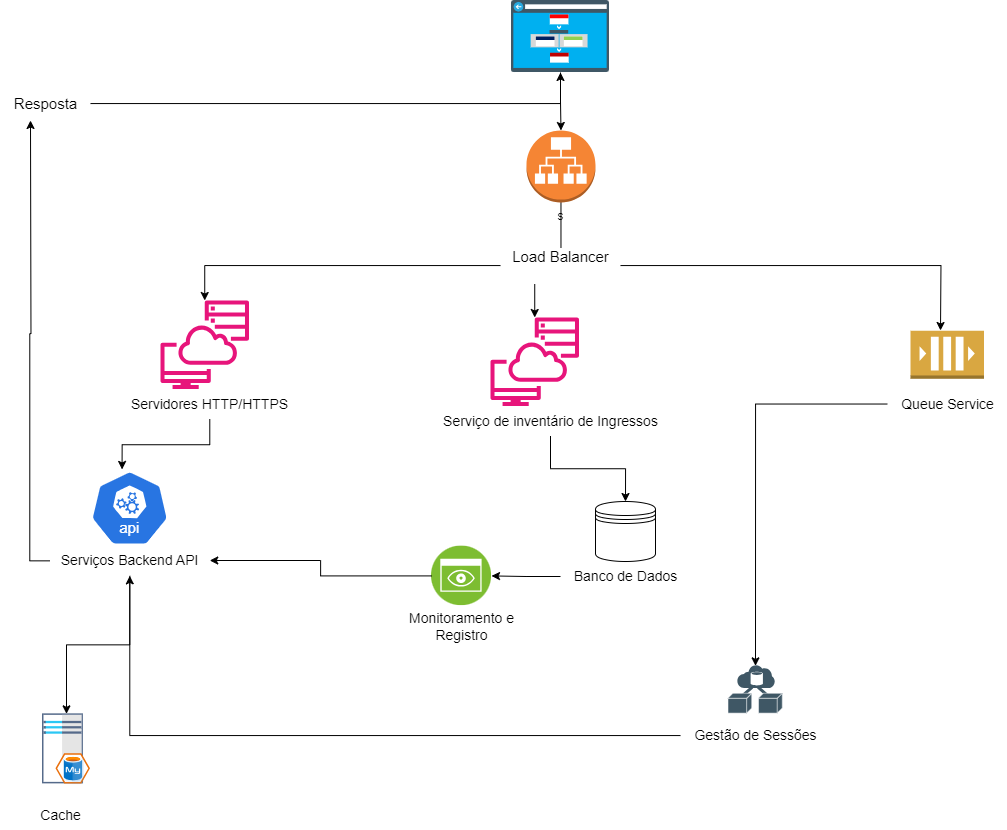 Resposta
s
Load Balancer
Servidores HTTP/HTTPS
Serviço de inventário de Ingressos
Queue Service
api
Serviços Backend API
Banco de Dados
Monitoramento e
Registro
Gestão de Sessões
My
Cache